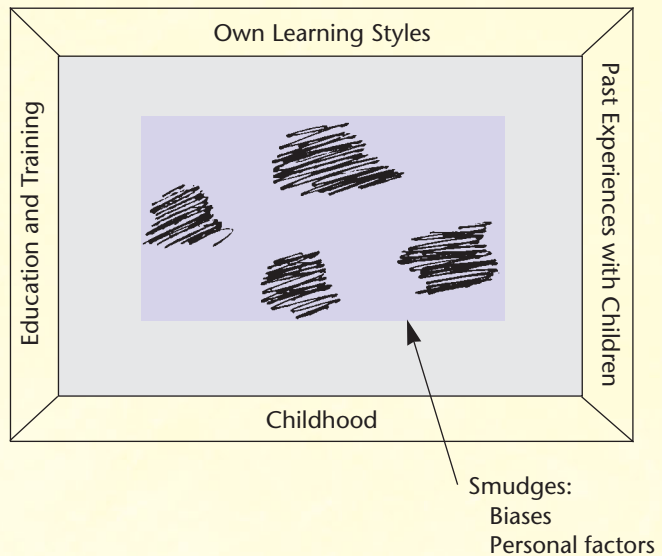 Own Learning Styles
Education and Training
Past Experiences with Children
Childhood
Smudges:
Biases
Personal factors